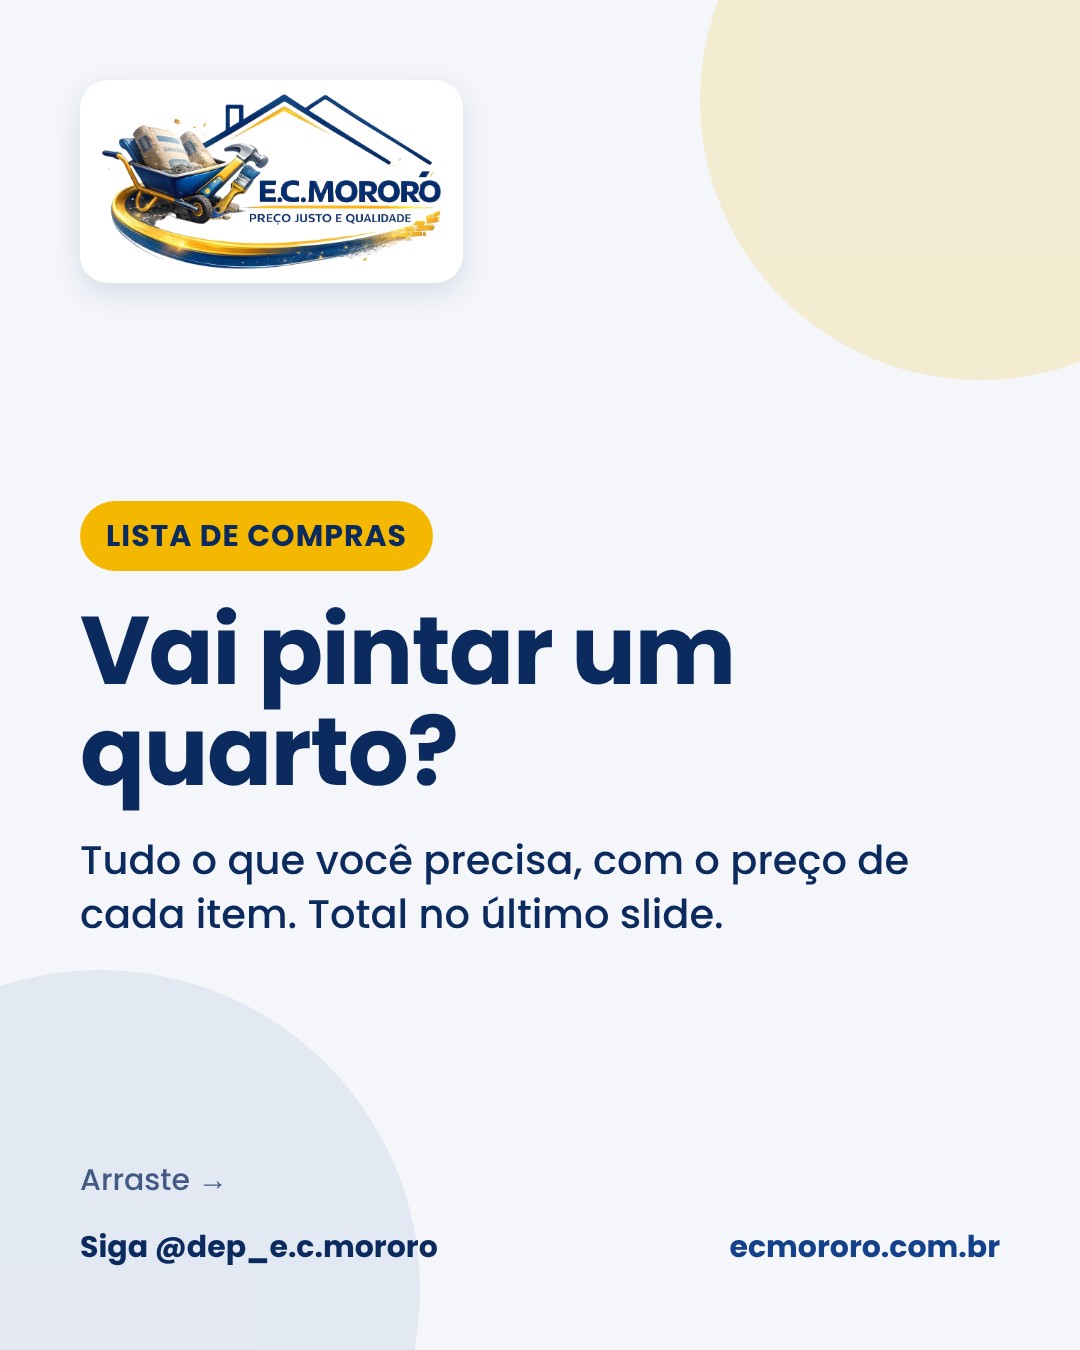 E.C.MORORÓ
PREÇO JUSTO E QUALIDADE
LISTA DE COMPRAS
Vai pintar um
quarto?
Tudo o que você precisa, com o preço de
cada item. Total no último slide.
Arraste →
Siga @dep_e.c.mororo
ecmororo.com.br